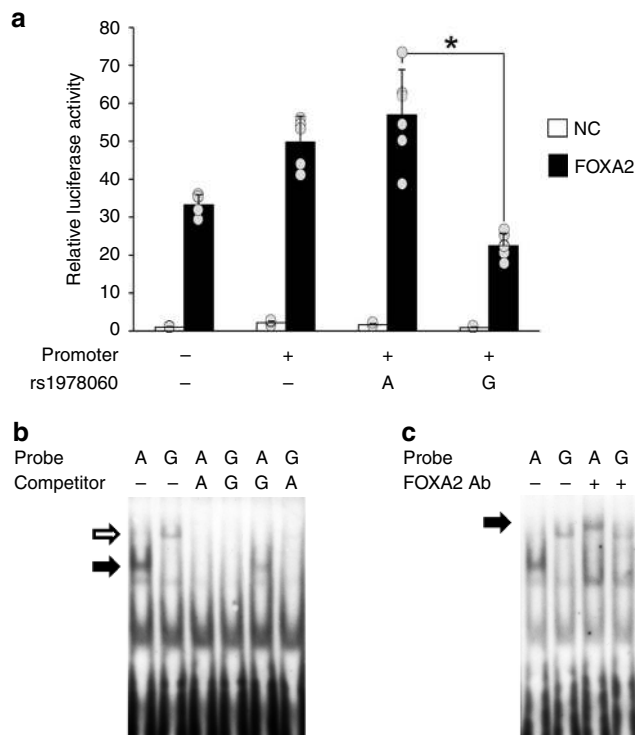 a
80
70
60
50
40
30
20
10
0
Relative luciferase activity
*
NC
FOXA2
Promoter – + + +
rs1978060 – – A G
b
Probe A G A G A G
Competitor – – A G G A
c
Probe A G A G
FOXA2 Ab – – + +